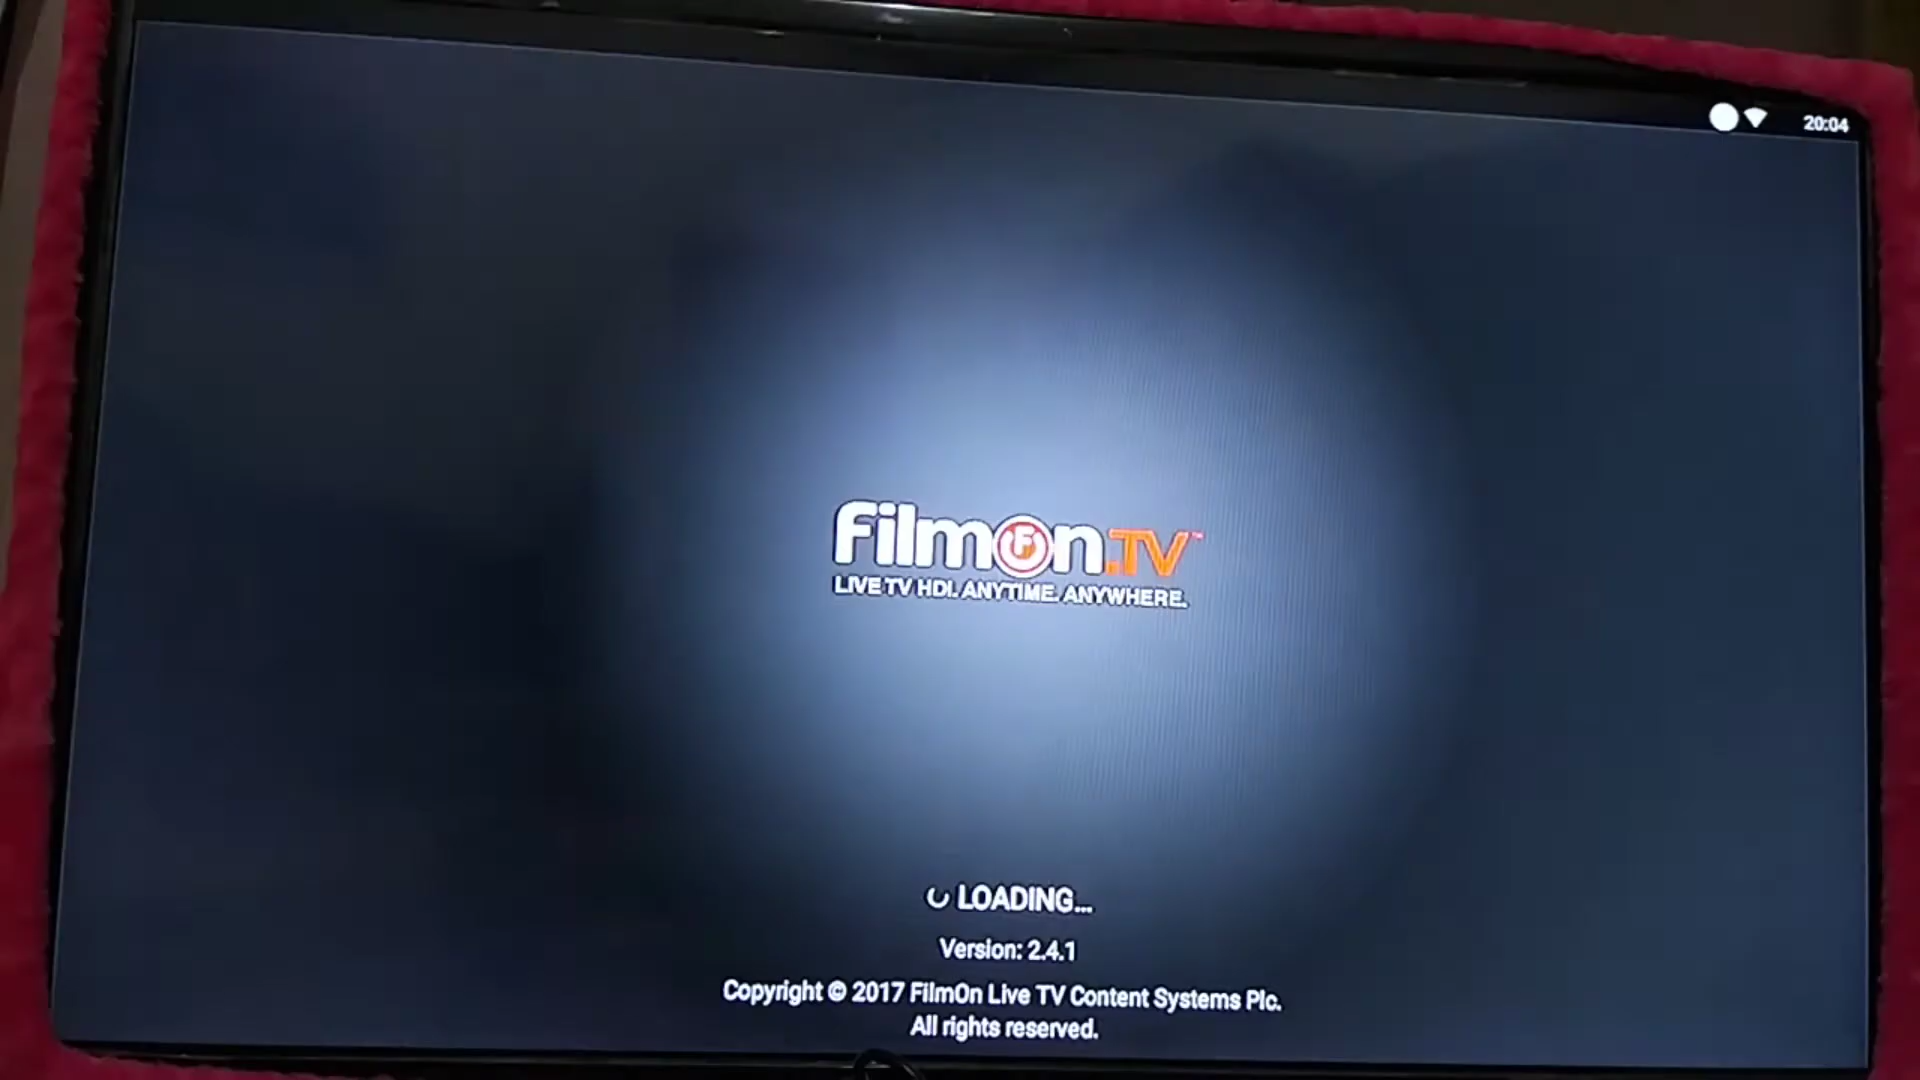 20:04
FilmOn.TV™
LIVE TV HDI. ANYTIME. ANYWHERE.
LOADING...
Version: 2.4.1
Copyright © 2017 FilmOn Live TV Content Systems Plc.
All rights reserved.